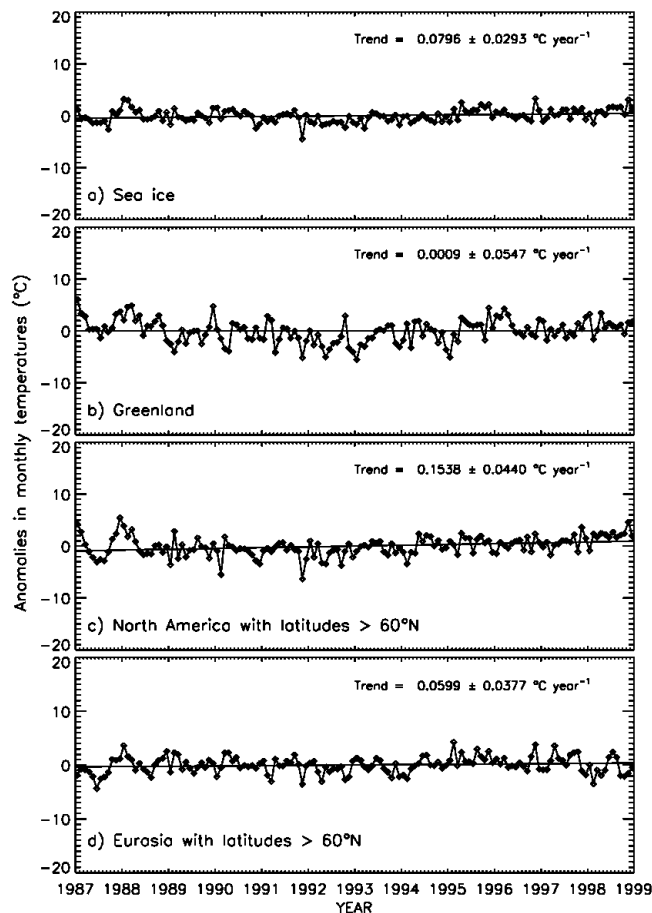 Anomalies in monthly temperatures (°C)
20
Trend = 0.0796 ± 0.0293 °C year⁻¹
10
0
-10
a) Sea ice
-20
20
Trend = 0.0009 ± 0.0547 °C year⁻¹
10
0
-10
b) Greenland
-20
20
Trend = 0.1538 ± 0.0440 °C year⁻¹
10
0
-10
c) North America with latitudes > 60°N
-20
20
Trend = 0.0599 ± 0.0377 °C year⁻¹
10
0
-10
d) Eurasia with latitudes > 60°N
-20
1987 1988 1989 1990 1991 1992 1993 1994 1995 1996 1997 1998 1999
YEAR